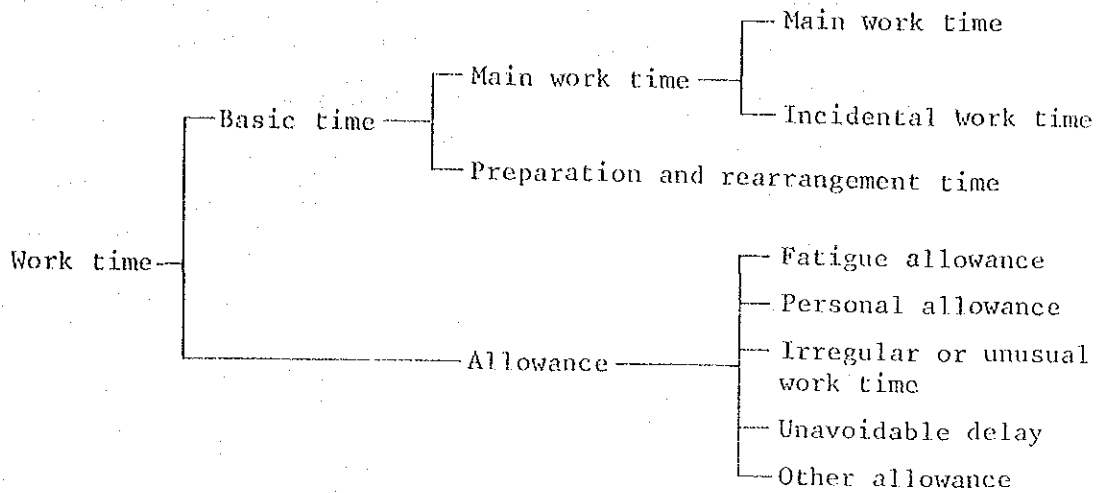 Main work time
Main work time
Incidental Work time
Basic time
Preparation and rearrangement time
Work time
Fatigue allowance
Personal allowance
Allowance
Irregular or unusual
work time
Unavoidable delay
Other allowance